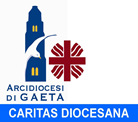 ARCIDIOCESI
DI GAETA
CARITAS DIOCESANA